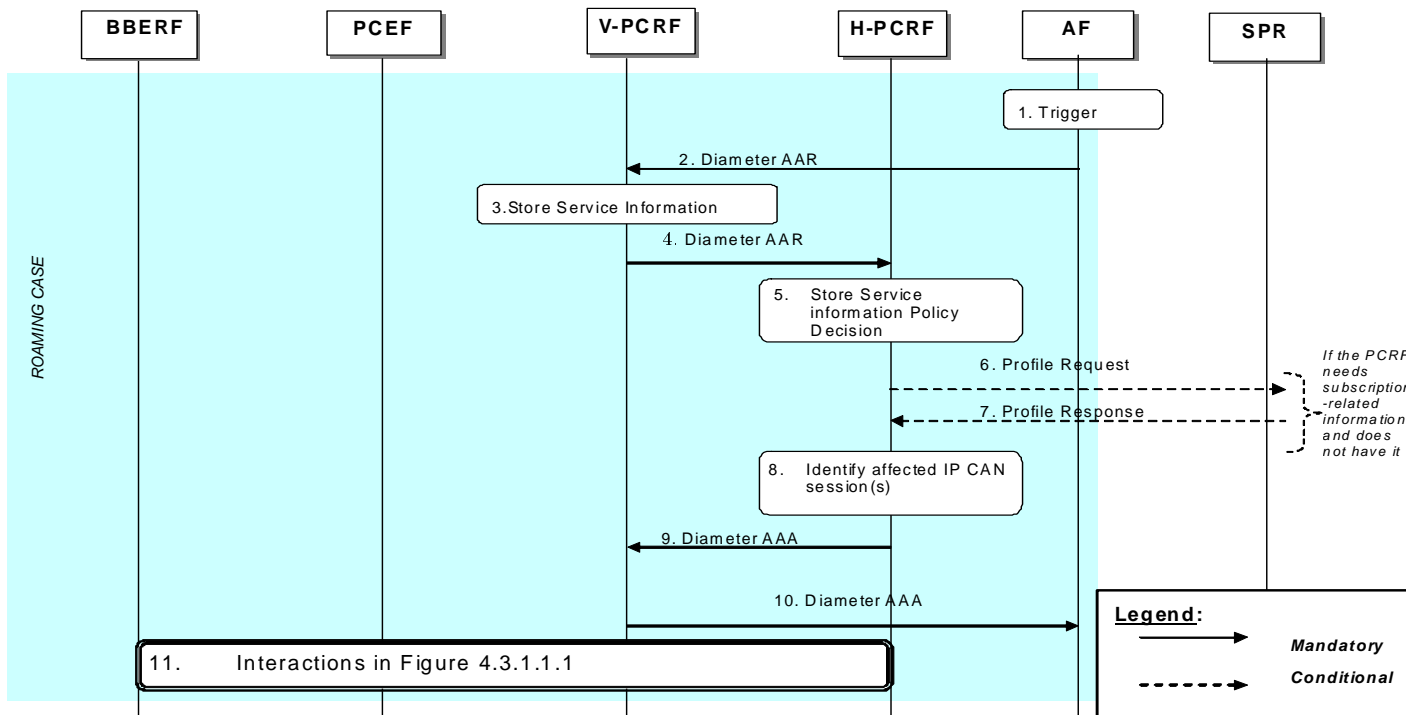 BBERF
PCEF
V-PCRF
H-PCRF
AF
SPR
1. Trigger
2. Diameter AAR
3.Store Service Information
4. Diameter AAR
ROAMING CASE
5. Store Service
information Policy
Decision
6. Profile Request
7. Profile Response
If the PCRF
needs
subscription
-related
information
and does
not have it
8. Identify affected IP CAN
session(s)
9. Diameter AAA
10. Diameter AAA
11. Interactions in Figure 4.3.1.1.1
Legend:
Mandatory
Conditional